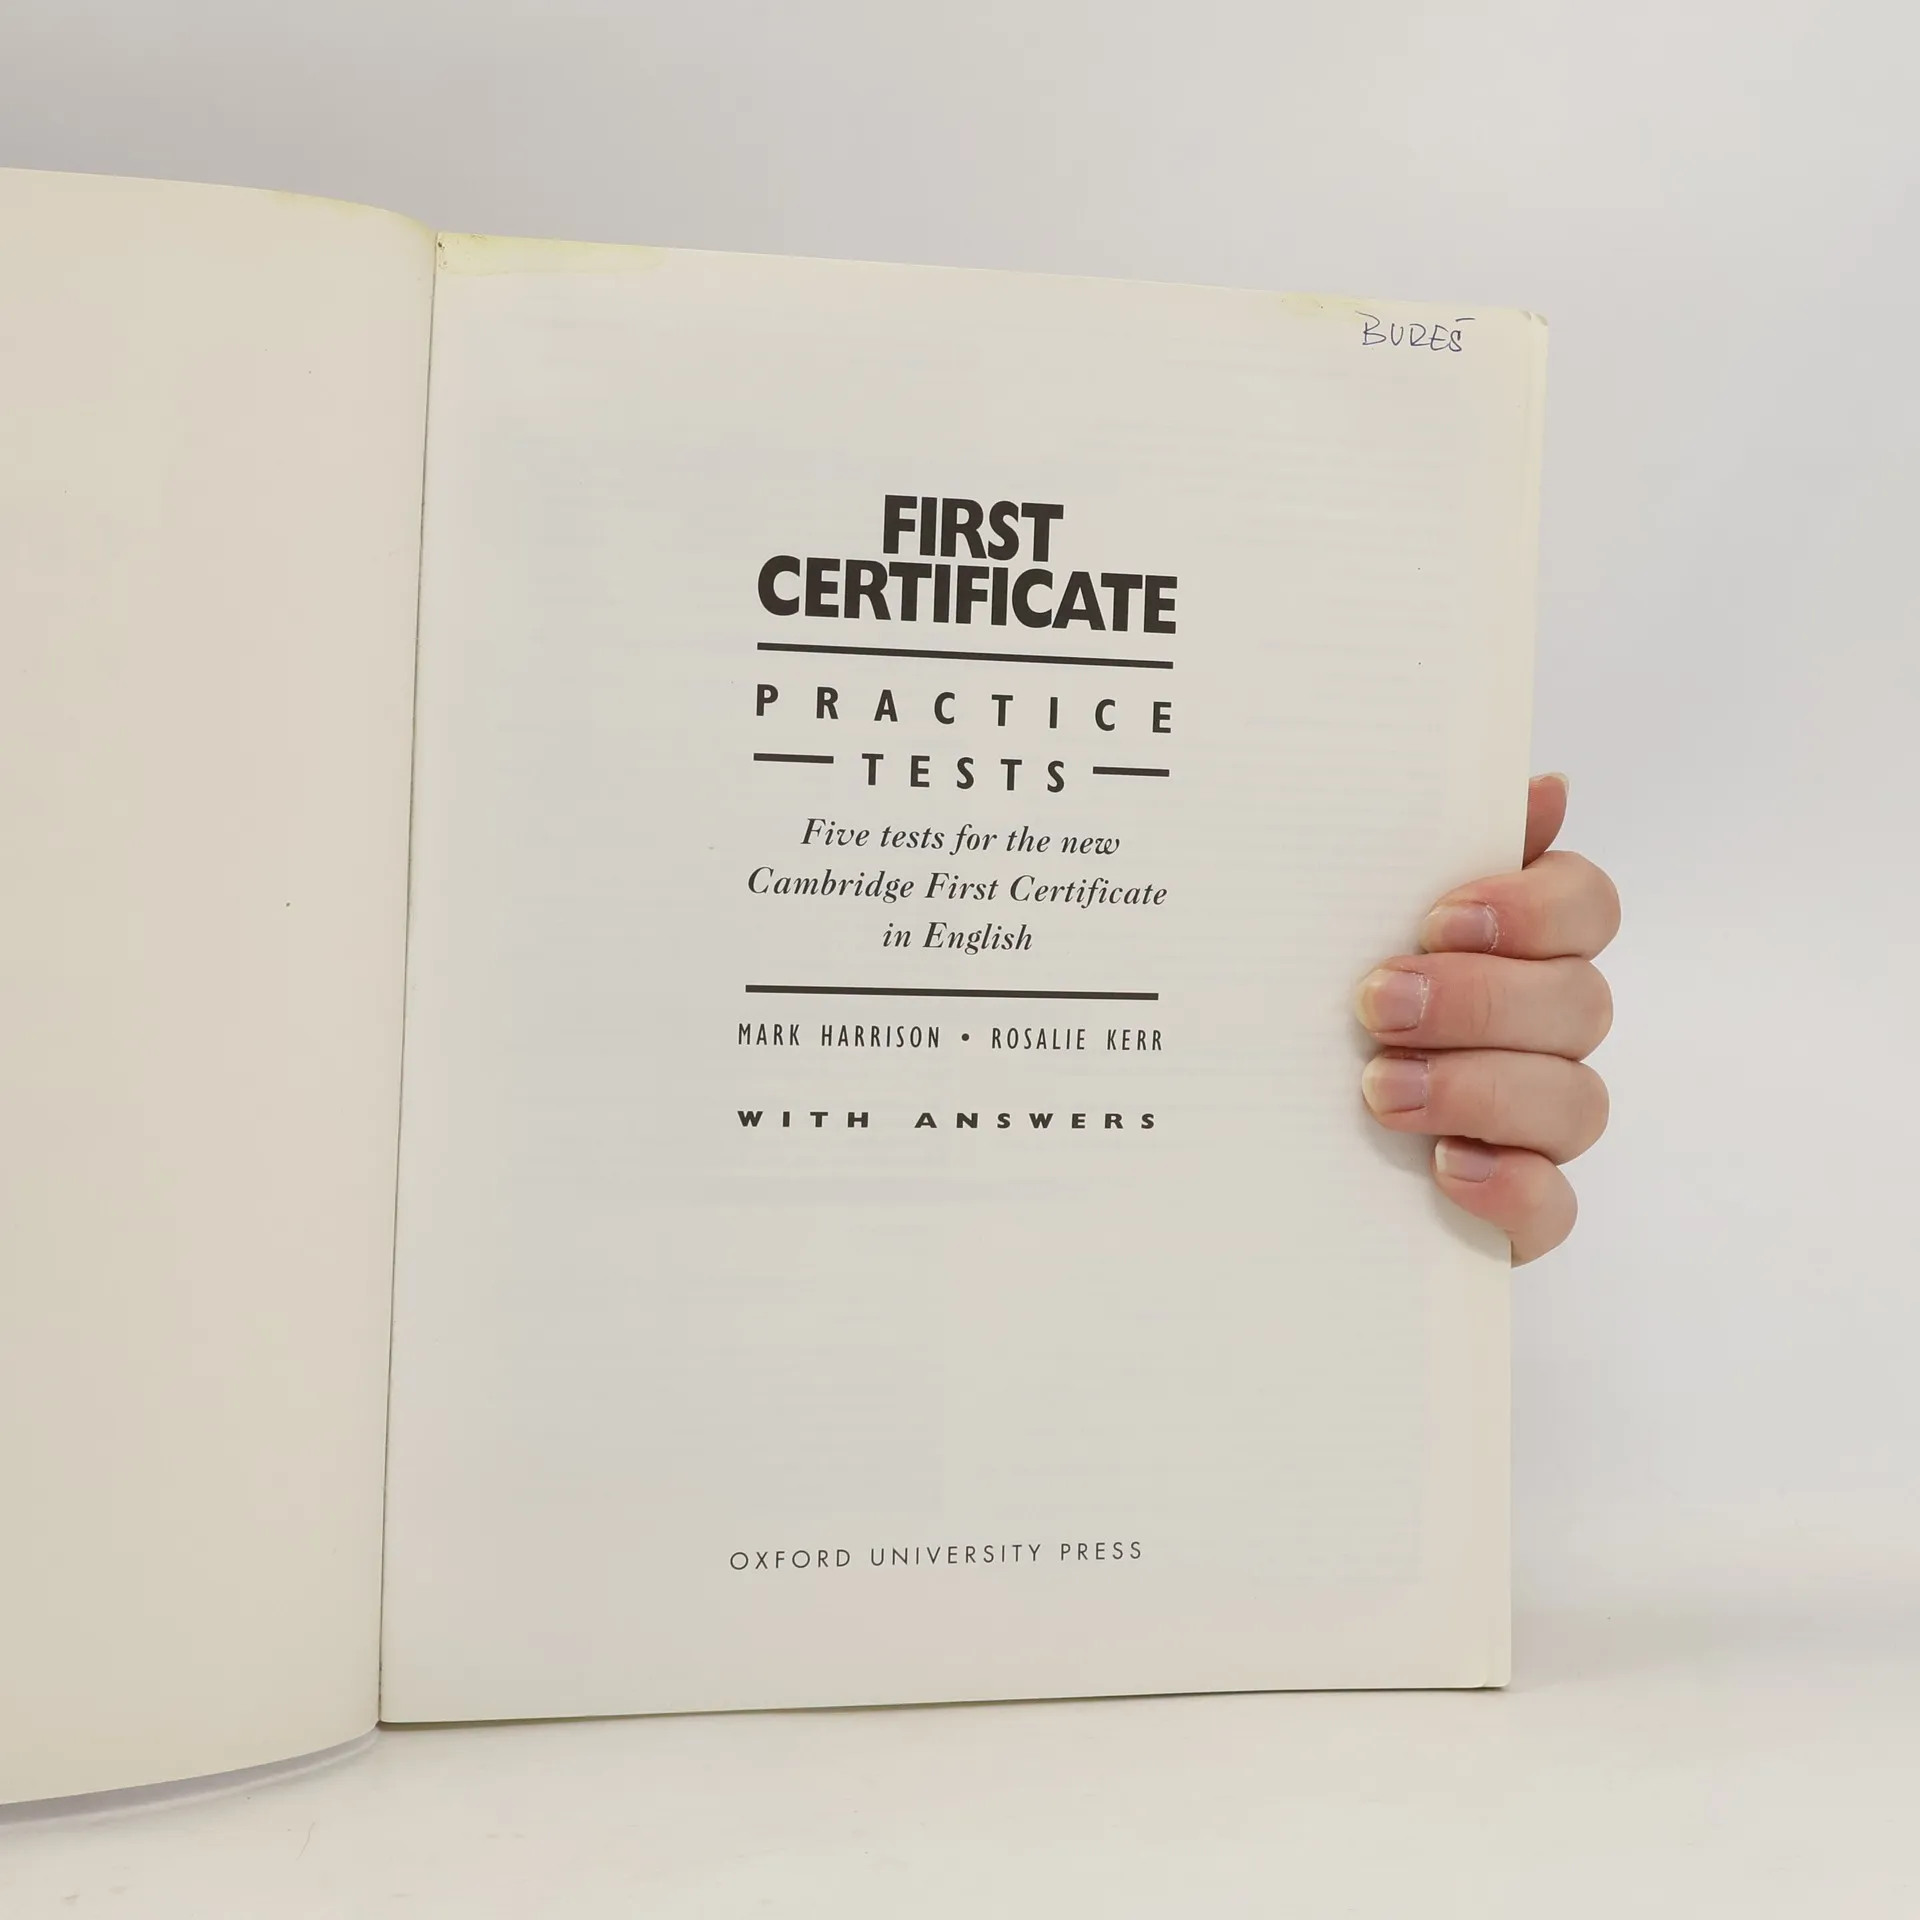 BUREŠ
FIRST
CERTIFICATE
PRACTICE
TESTS
Five tests for the new
Cambridge First Certificate
in English
MARK HARRISON • ROSALIE KERR
WITH ANSWERS
OXFORD UNIVERSITY PRESS